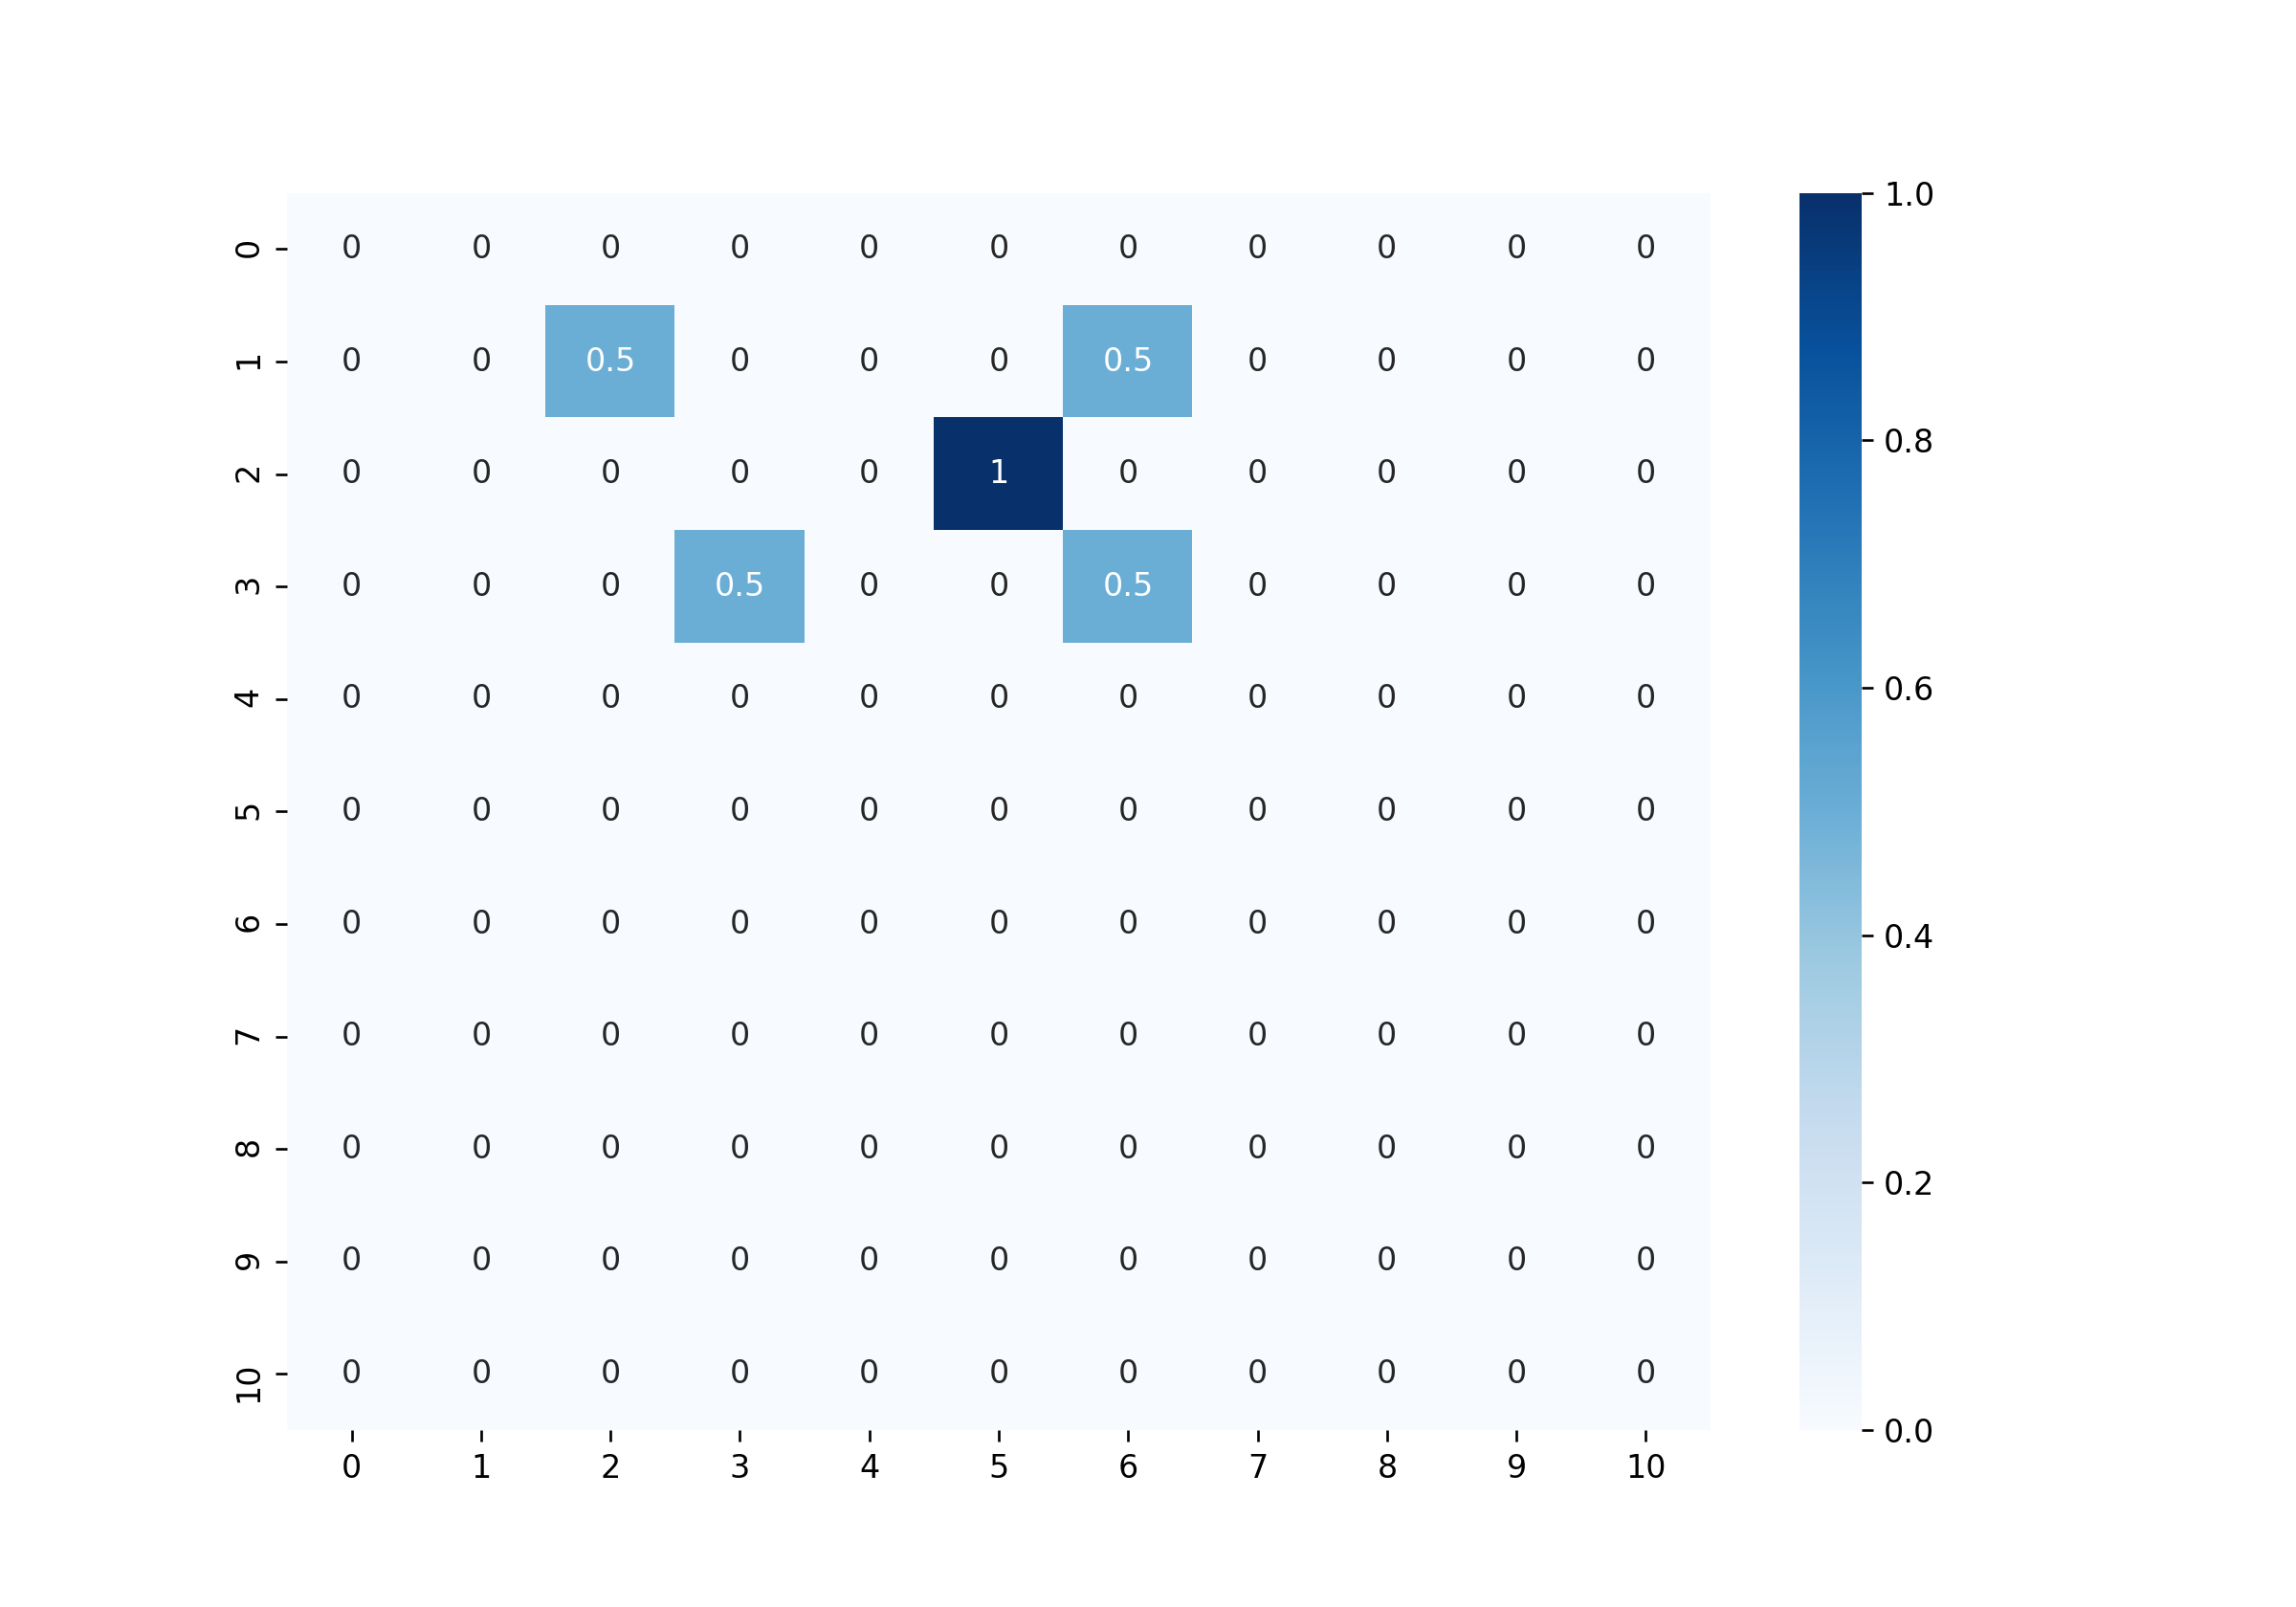 0 0 0 0 0 0 0 0 0 0 0 0
1 0 0 0.5 0 0 0 0.5 0 0 0 0
2 0 0 0 0 0 1 0 0 0 0 0
3 0 0 0 0.5 0 0 0.5 0 0 0 0
4 0 0 0 0 0 0 0 0 0 0 0
5 0 0 0 0 0 0 0 0 0 0 0
6 0 0 0 0 0 0 0 0 0 0 0
7 0 0 0 0 0 0 0 0 0 0 0
8 0 0 0 0 0 0 0 0 0 0 0
9 0 0 0 0 0 0 0 0 0 0 0
10 0 0 0 0 0 0 0 0 0 0 0
0 1 2 3 4 5 6 7 8 9 10
1.0
0.8
0.6
0.4
0.2
0.0